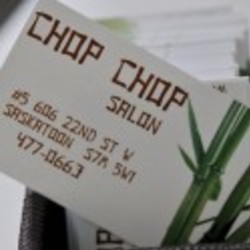 CHOP CHOP
SALON
#5 606 22ND ST W
SASKATOON S7M 5W1
477-0663